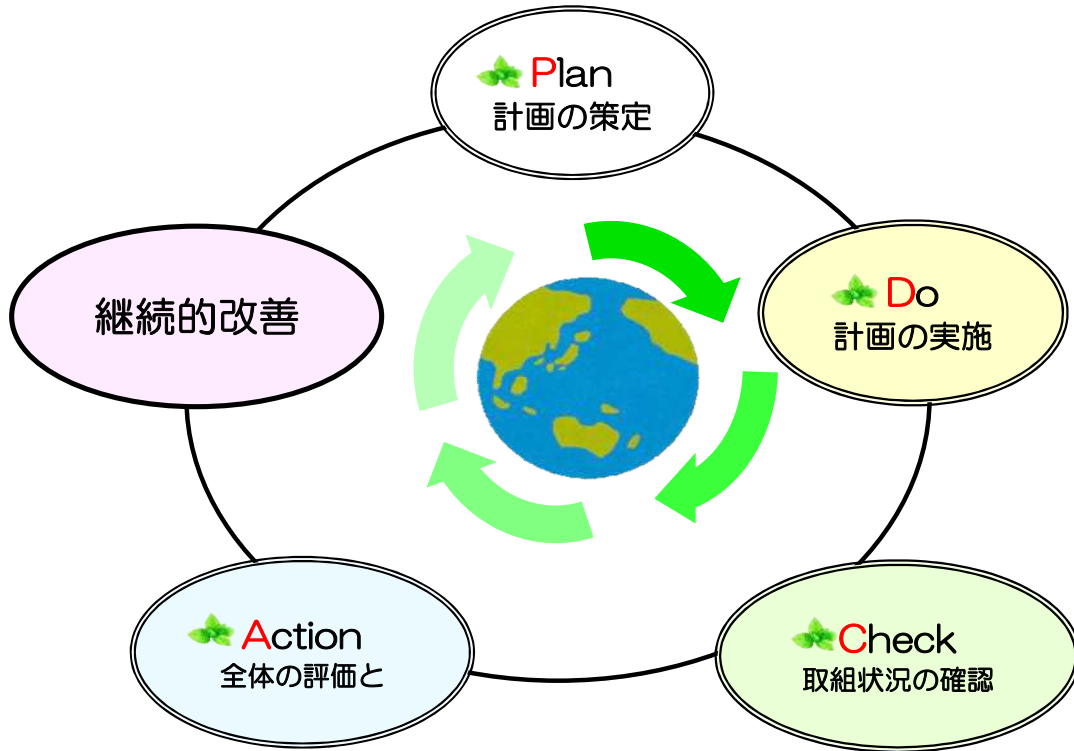 Plan
計画の策定
Do
計画の実施
Check
取組状況の確認
Action
全体の評価と
継続的改善